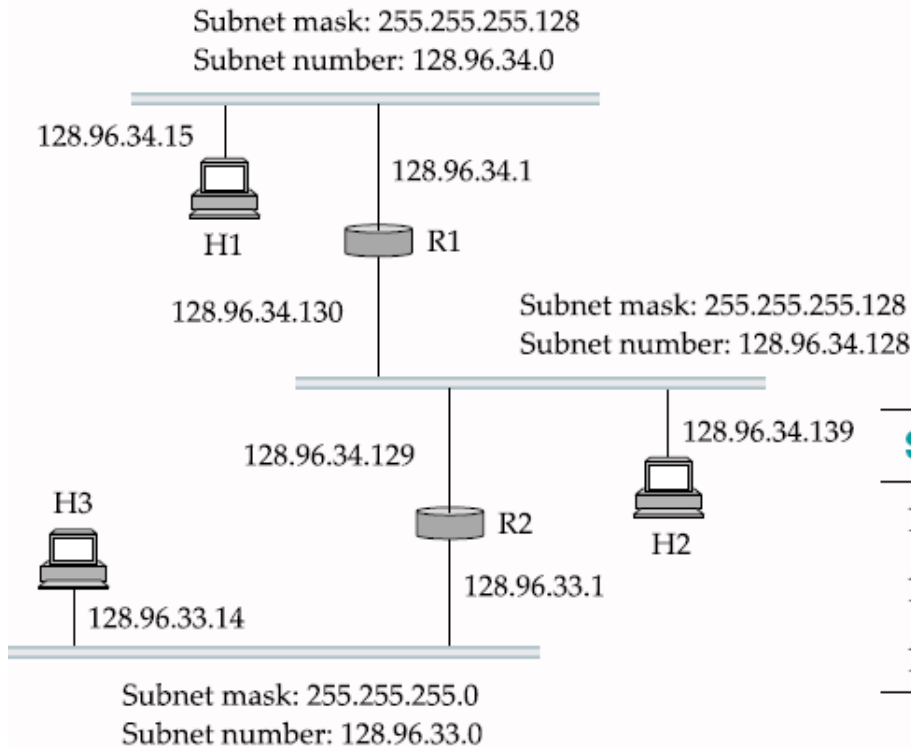 Subnet mask: 255.255.255.128
Subnet number: 128.96.34.0
128.96.34.15
128.96.34.1
H1
R1
128.96.34.130
Subnet mask: 255.255.255.128
Subnet number: 128.96.34.128
128.96.34.139
128.96.34.129
H3
R2
H2
128.96.33.1
128.96.33.14
Subnet mask: 255.255.255.0
Subnet number: 128.96.33.0